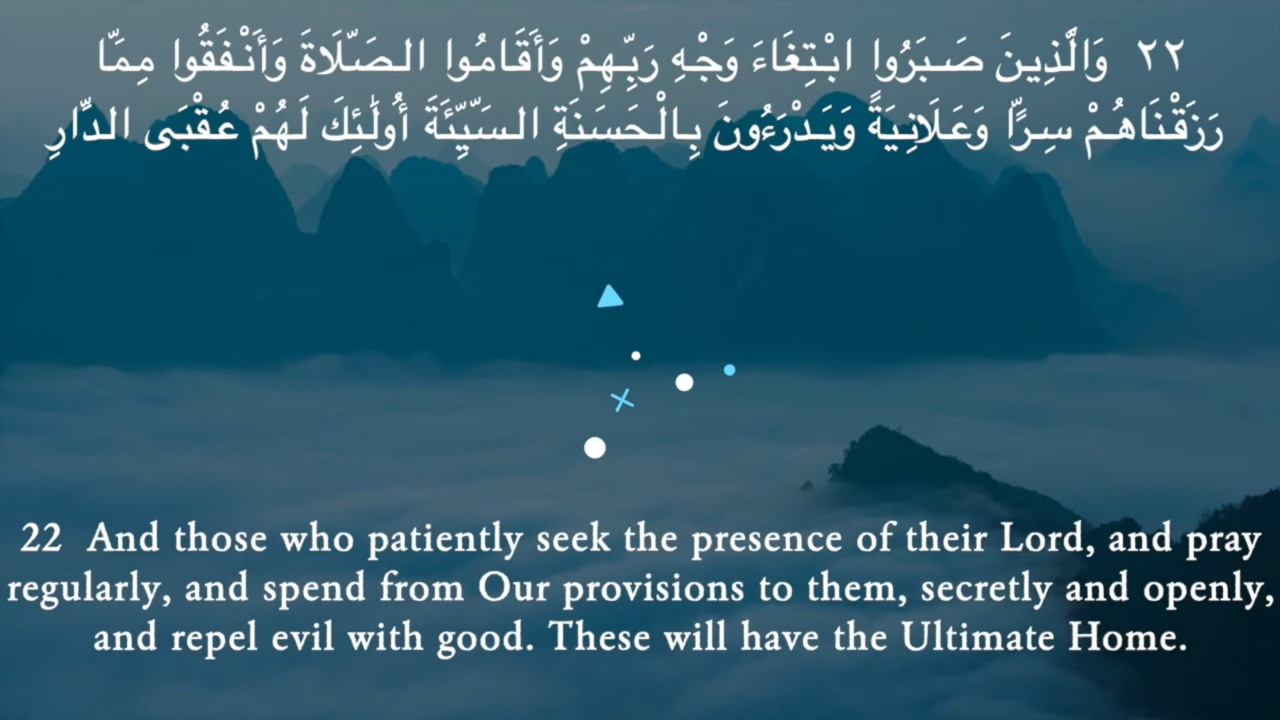 ٢٢ وَالَّذِينَ صَبَرُوا ابْتِغَاءَ وَجْهِ رَبِّهِمْ وَأَقَامُوا الصَّلَاةَ وَأَنْفَقُوا مِمَّا
رَزَقْنَاهُمْ سِرًّا وَعَلَانِيَةً وَيَدْرَءُونَ بِالْحَسَنَةِ السَّيِّئَةَ أُولَٰئِكَ لَهُمْ عُقْبَى الدَّارِ
22 And those who patiently seek the presence of their Lord, and pray
regularly, and spend from Our provisions to them, secretly and openly,
and repel evil with good. These will have the Ultimate Home.